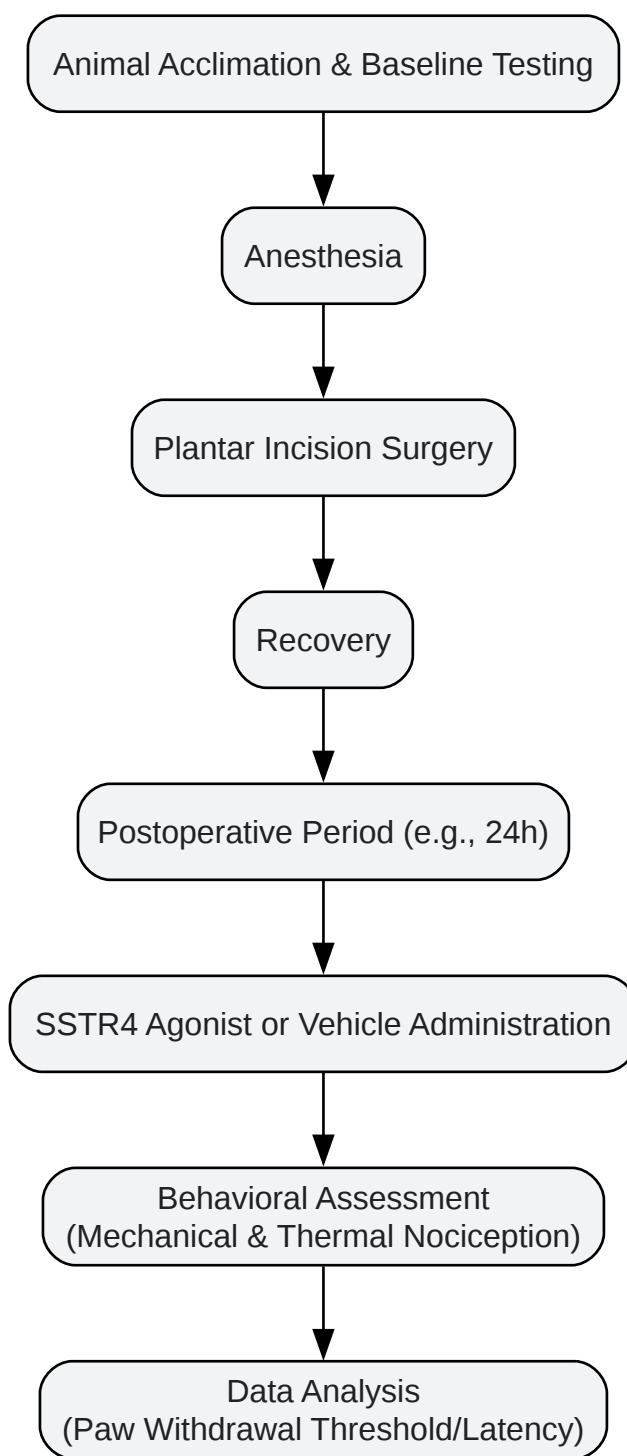 Animal Acclimation & Baseline Testing
Anesthesia
Plantar Incision Surgery
Recovery
Postoperative Period (e.g., 24h)
SSTR4 Agonist or Vehicle Administration
Behavioral Assessment
(Mechanical & Thermal Nociception)
Data Analysis
(Paw Withdrawal Threshold/Latency)